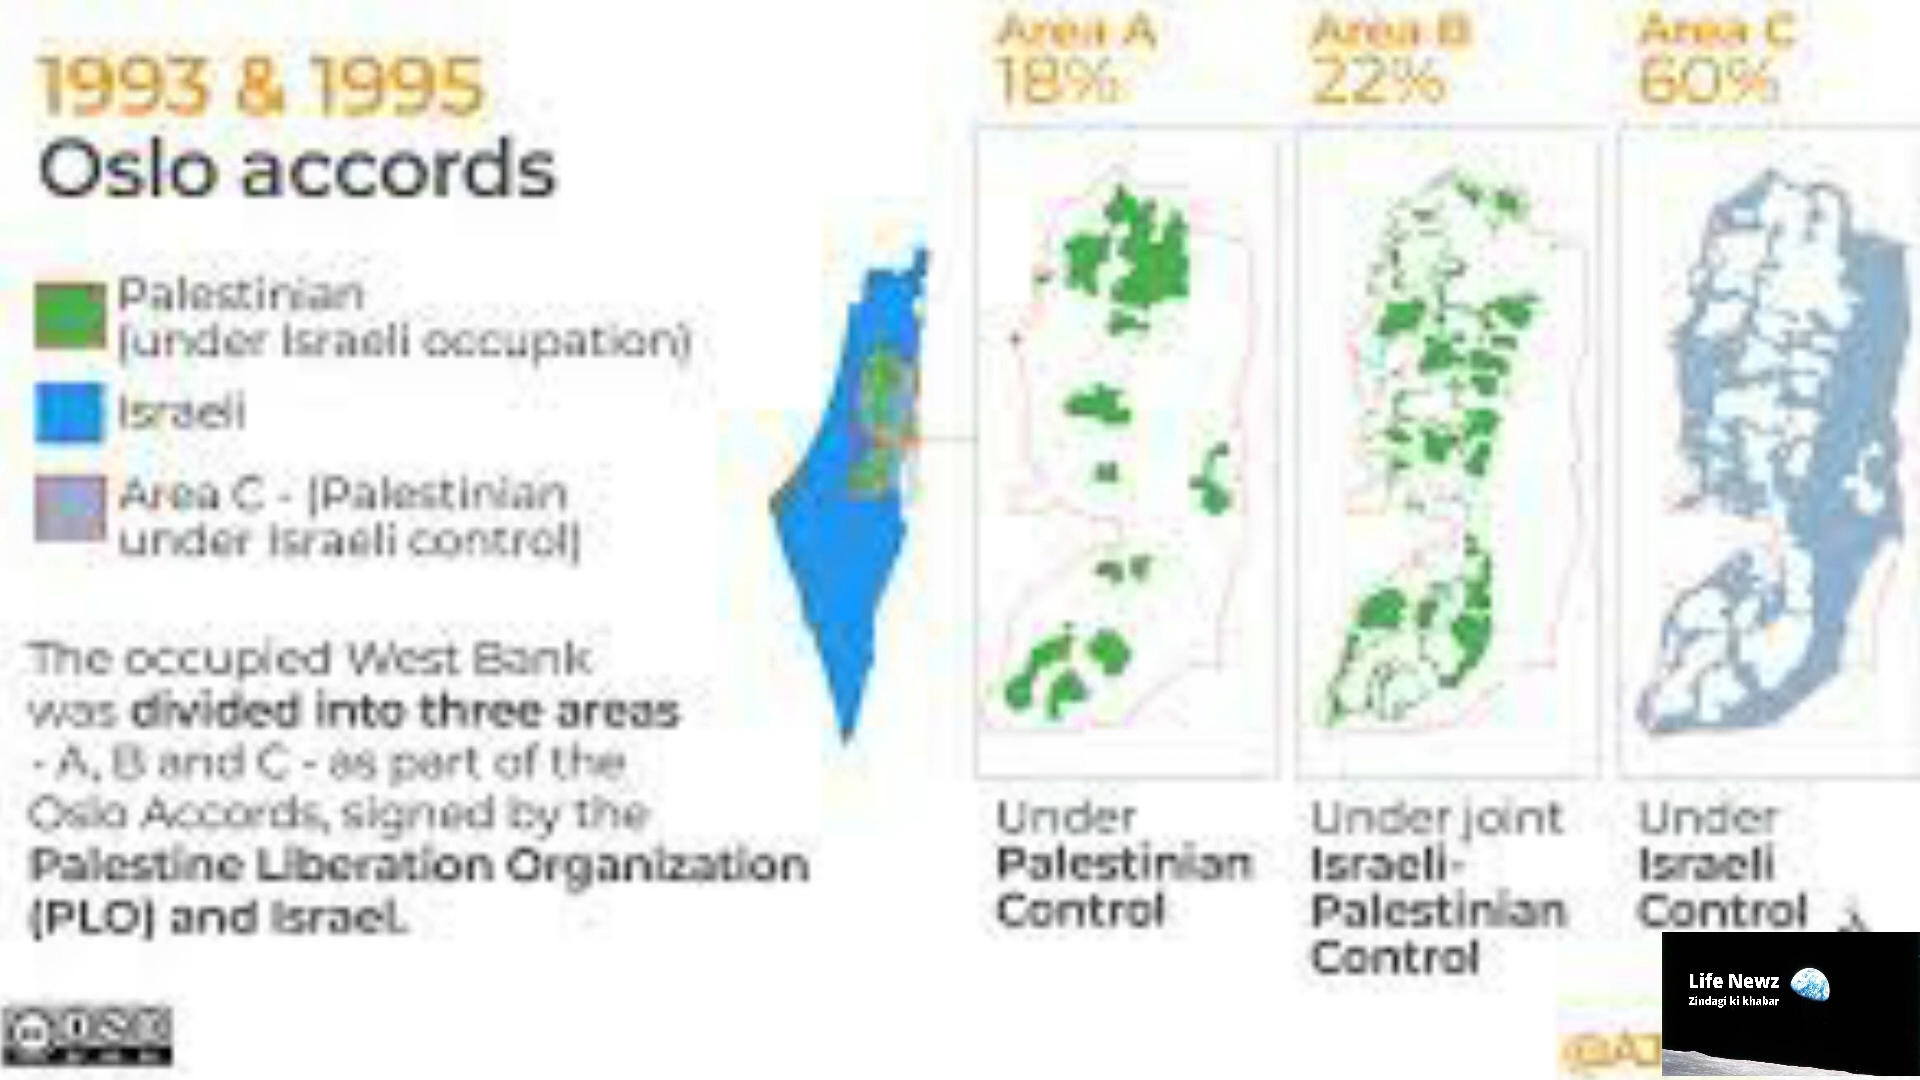 1993 & 1995
Oslo accords
Palestinian
(under Israeli occupation)
Israeli
Area C - (Palestinian
under Israeli control)
The occupied West Bank
was divided into three areas
- A, B and C - as part of the
Oslo Accords, signed by the
Palestine Liberation Organization
(PLO) and Israel.
Area A
18%
Under
Palestinian
Control
Area B
22%
Under joint
Israeli-
Palestinian
Control
Area C
60%
Under
Israeli
Control
Life Newz
Zindagi ki khabar